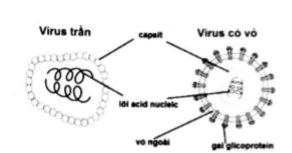 Virus trần
Virus có vỏ
capsit
lõi acid nucleic
vỏ ngoài
gai glicoprotein